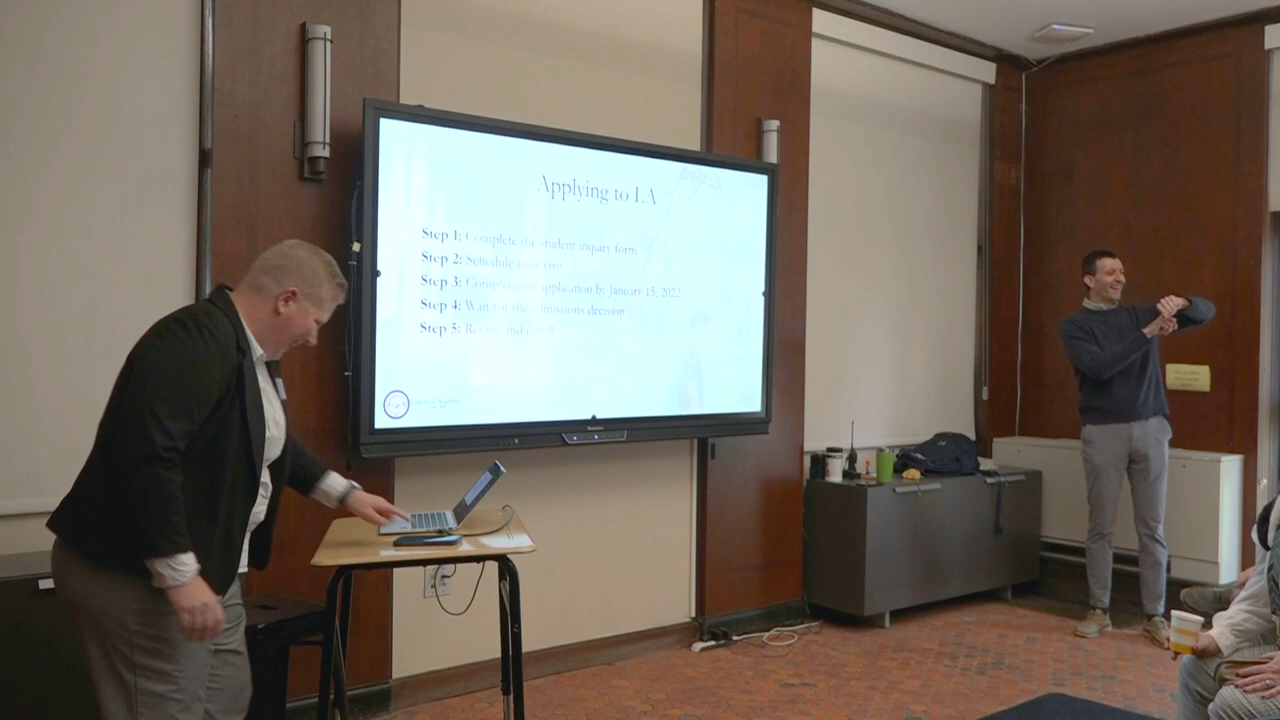 Applying to LA
Step 1: Complete the student inquiry form
Step 2: Schedule your visit
Step 3: Complete the application by January 15, 2022
Step 4: Wait for the admissions decision
Step 5: and enroll